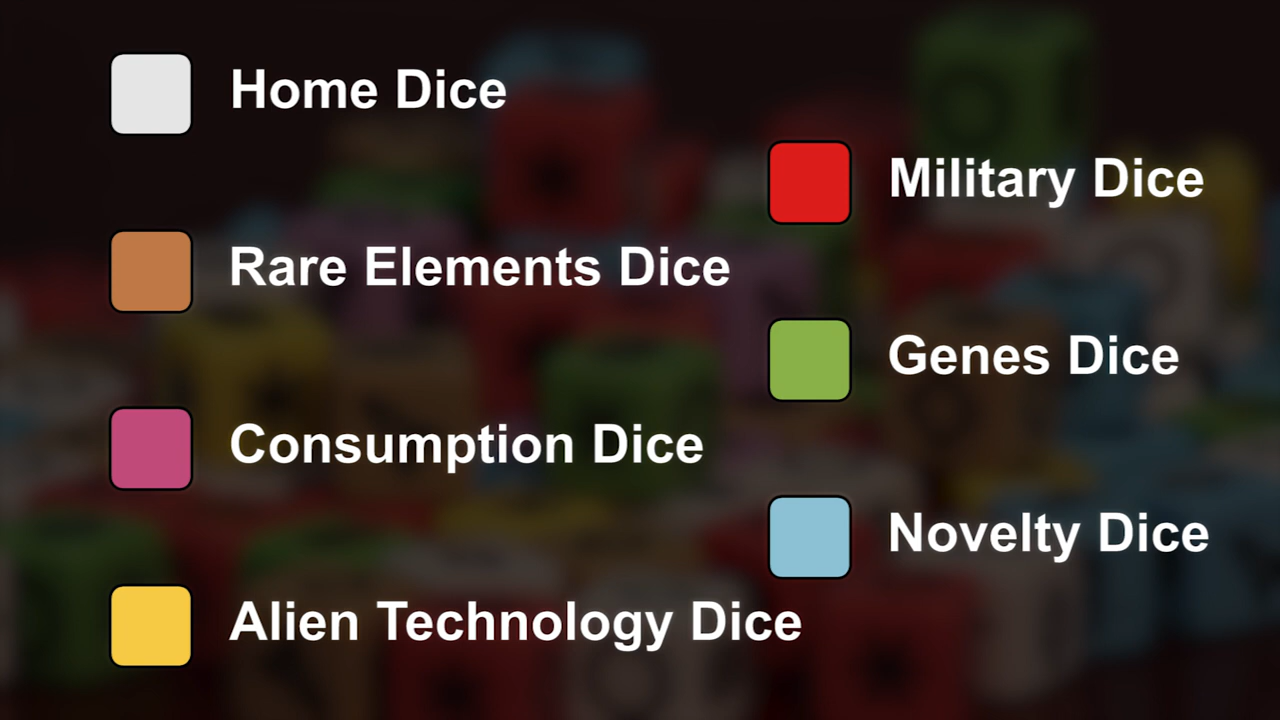 Home Dice
Military Dice
Rare Elements Dice
Genes Dice
Consumption Dice
Novelty Dice
Alien Technology Dice